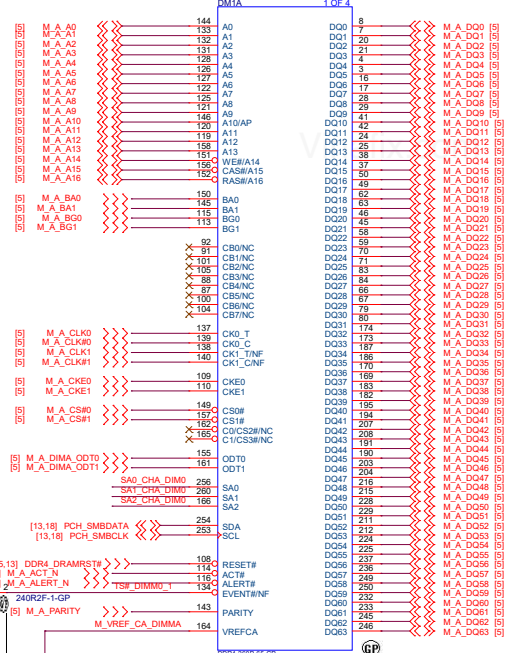 DM1A 1 OF 4
[5] M_A_A0 144 A0
[5] M_A_A1 133 A1
[5] M_A_A2 132 A2
[5] M_A_A3 131 A3
[5] M_A_A4 128 A4
[5] M_A_A5 126 A5
[5] M_A_A6 127 A6
[5] M_A_A7 122 A7
[5] M_A_A8 125 A8
[5] M_A_A9 121 A9
[5] M_A_A10 146 A10/AP
[5] M_A_A11 120 A11
[5] M_A_A12 119 A12
[5] M_A_A13 158 A13
[5] M_A_A14 151 WE#/A14
[5] M_A_A15 156 CAS#/A15
[5] M_A_A16 152 RAS#/A16
[5] M_A_BA0 150 BA0
[5] M_A_BA1 145 BA1
[5] M_A_BG0 115 BG0
[5] M_A_BG1 113 BG1
92 CB0/NC
91 CB1/NC
101 CB2/NC
105 CB3/NC
88 CB4/NC
87 CB5/NC
100 CB6/NC
104 CB7/NC
[5] M_A_CLK0 137 CK0_T
[5] M_A_CLK#0 139 CK0_C
[5] M_A_CLK1 138 CK1_T/NF
[5] M_A_CLK#1 140 CK1_C/NF
[5] M_A_CKE0 109 CKE0
[5] M_A_CKE1 110 CKE1
[5] M_A_CS#0 149 CS0#
[5] M_A_CS#1 157 CS1#
162 C0/CS2#/NC
165 C1/CS3#/NC
[5] M_A_DIMA_ODT0 155 ODT0
[5] M_A_DIMA_ODT1 161 ODT1
SA0_CHA_DIM0 256 SA0
SA1_CHA_DIM0 260 SA1
SA2_CHA_DIM0 166 SA2
[13,18] PCH_SMBDATA 254 SDA
[13,18] PCH_SMBCLK 253 SCL
5,13] DDR4_DRAMRST# 108 RESET#
M_A_ACT_N 114 ACT#
M_A_ALERT_N 116 ALERT#
2 TS#_DIMM0_1 134 EVENT#/NF
240R2F-1-GP
[5] M_A_PARITY 143 PARITY
M_VREF_CA_DIMMA 164 VREFCA
DQ0 8 M_A_DQ0 [5]
DQ1 7 M_A_DQ1 [5]
DQ2 20 M_A_DQ2 [5]
DQ3 21 M_A_DQ3 [5]
DQ4 4 M_A_DQ4 [5]
DQ5 3 M_A_DQ5 [5]
DQ6 16 M_A_DQ6 [5]
DQ7 17 M_A_DQ7 [5]
DQ8 28 M_A_DQ8 [5]
DQ9 29 M_A_DQ9 [5]
DQ10 41 M_A_DQ10 [5]
DQ11 42 M_A_DQ11 [5]
DQ12 24 M_A_DQ12 [5]
DQ13 25 M_A_DQ13 [5]
DQ14 38 M_A_DQ14 [5]
DQ15 37 M_A_DQ15 [5]
DQ16 50 M_A_DQ16 [5]
DQ17 49 M_A_DQ17 [5]
DQ18 62 M_A_DQ18 [5]
DQ19 63 M_A_DQ19 [5]
DQ20 46 M_A_DQ20 [5]
DQ21 45 M_A_DQ21 [5]
DQ22 58 M_A_DQ22 [5]
DQ23 59 M_A_DQ23 [5]
DQ24 70 M_A_DQ24 [5]
DQ25 71 M_A_DQ25 [5]
DQ26 83 M_A_DQ26 [5]
DQ27 84 M_A_DQ27 [5]
DQ28 66 M_A_DQ28 [5]
DQ29 67 M_A_DQ29 [5]
DQ30 79 M_A_DQ30 [5]
DQ31 80 M_A_DQ31 [5]
DQ32 174 M_A_DQ32 [5]
DQ33 173 M_A_DQ33 [5]
DQ34 187 M_A_DQ34 [5]
DQ35 186 M_A_DQ35 [5]
DQ36 170 M_A_DQ36 [5]
DQ37 169 M_A_DQ37 [5]
DQ38 183 M_A_DQ38 [5]
DQ39 182 M_A_DQ39 [5]
DQ40 195 M_A_DQ40 [5]
DQ41 194 M_A_DQ41 [5]
DQ42 207 M_A_DQ42 [5]
DQ43 208 M_A_DQ43 [5]
DQ44 191 M_A_DQ44 [5]
DQ45 190 M_A_DQ45 [5]
DQ46 203 M_A_DQ46 [5]
DQ47 204 M_A_DQ47 [5]
DQ48 216 M_A_DQ48 [5]
DQ49 215 M_A_DQ49 [5]
DQ50 228 M_A_DQ50 [5]
DQ51 229 M_A_DQ51 [5]
DQ52 211 M_A_DQ52 [5]
DQ53 212 M_A_DQ53 [5]
DQ54 224 M_A_DQ54 [5]
DQ55 225 M_A_DQ55 [5]
DQ56 237 M_A_DQ56 [5]
DQ57 236 M_A_DQ57 [5]
DQ58 249 M_A_DQ58 [5]
DQ59 250 M_A_DQ59 [5]
DQ60 232 M_A_DQ60 [5]
DQ61 233 M_A_DQ61 [5]
DQ62 245 M_A_DQ62 [5]
DQ63 246 M_A_DQ63 [5]
GP